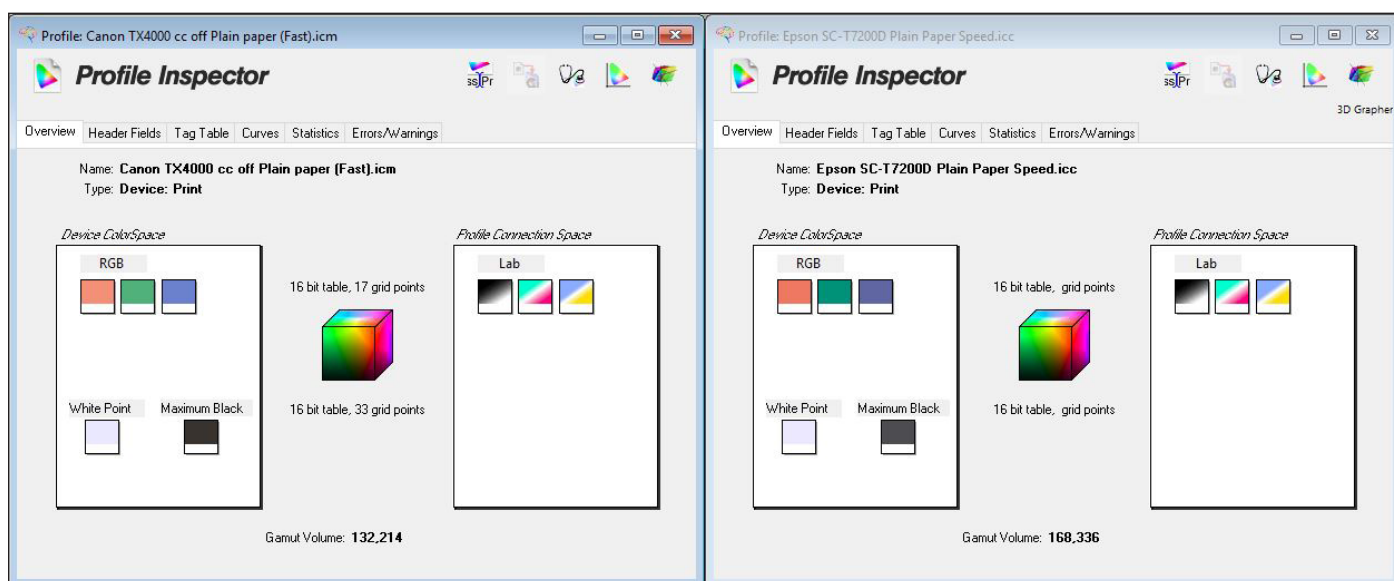 Profile: Canon TX4000 cc off Plain paper (Fast).icm
Profile Inspector
Overview Header Fields Tag Table Curves Statistics Errors/Warnings
Name: Canon TX4000 cc off Plain paper (Fast).icm
Type: Device: Print
Device ColorSpace
Profile Connection Space
RGB
Lab
16 bit table, 17 grid points
16 bit table, 33 grid points
White Point Maximum Black
Gamut Volume: 132,214
Profile: Epson SC-T7200D Plain Paper Speed.icc
Profile Inspector
3D Grapher
Overview Header Fields Tag Table Curves Statistics Errors/Warnings
Name: Epson SC-T7200D Plain Paper Speed.icc
Type: Device: Print
Device ColorSpace
Profile Connection Space
RGB
Lab
16 bit table, grid points
16 bit table, grid points
White Point Maximum Black
Gamut Volume: 168,336